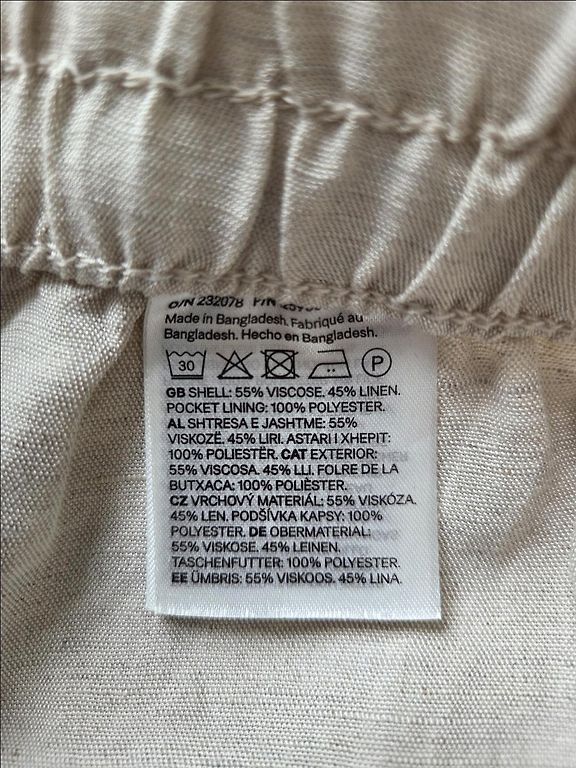 232078 P/N
Made in Bangladesh. Fabriqué au
Bangladesh. Hecho en Bangladesh.
30 P
GB SHELL: 55% VISCOSE. 45% LINEN.
POCKET LINING: 100% POLYESTER.
AL SHTRESA E JASHTME: 55%
VISKOZË. 45% LIRI. ASTARI I XHEPIT:
100% POLIESTËR. CAT EXTERIOR:
55% VISCOSA. 45% LLI. FOLRE DE LA
BUTXACA: 100% POLIÈSTER.
CZ VRCHOVÝ MATERIÁL: 55% VISKÓZA.
45% LEN. PODŠÍVKA KAPSY: 100%
POLYESTER. DE OBERMATERIAL:
55% VISKOSE. 45% LEINEN.
TASCHENFUTTER: 100% POLYESTER.
EE ÜMBRIS: 55% VISKOOS. 45% LINA.